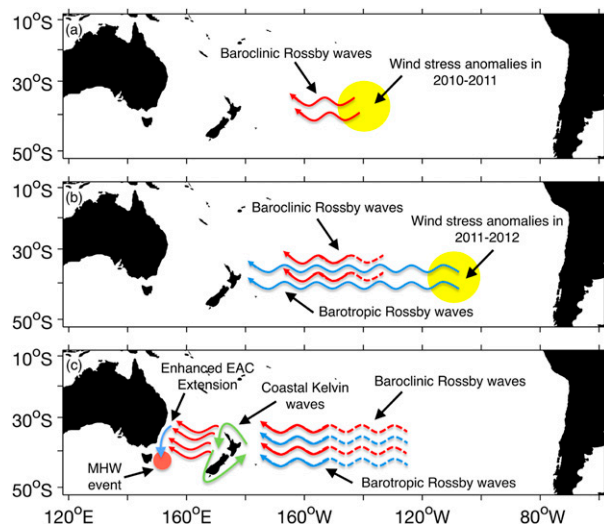 (a)
10°S
Baroclinic Rossby waves
Wind stress anomalies in
2010-2011
30°S
50°S
(b)
10°S
Baroclinic Rossby waves
Wind stress anomalies in
2011-2012
30°S
Barotropic Rossby waves
50°S
(c)
10°S
Enhanced EAC
Extension
Coastal Kelvin
waves
Baroclinic Rossby waves
30°S
MHW
event
Barotropic Rossby waves
50°S
120°E
160°E
160°W
120°W
80°W